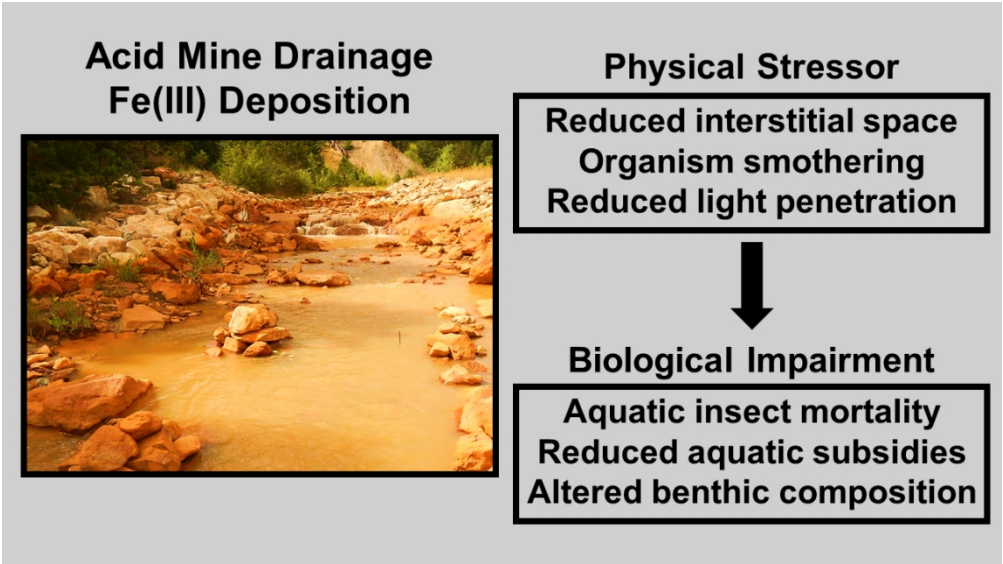 Acid Mine Drainage
Fe(III) Deposition
Physical Stressor
Reduced interstitial space
Organism smothering
Reduced light penetration
Biological Impairment
Aquatic insect mortality
Reduced aquatic subsidies
Altered benthic composition